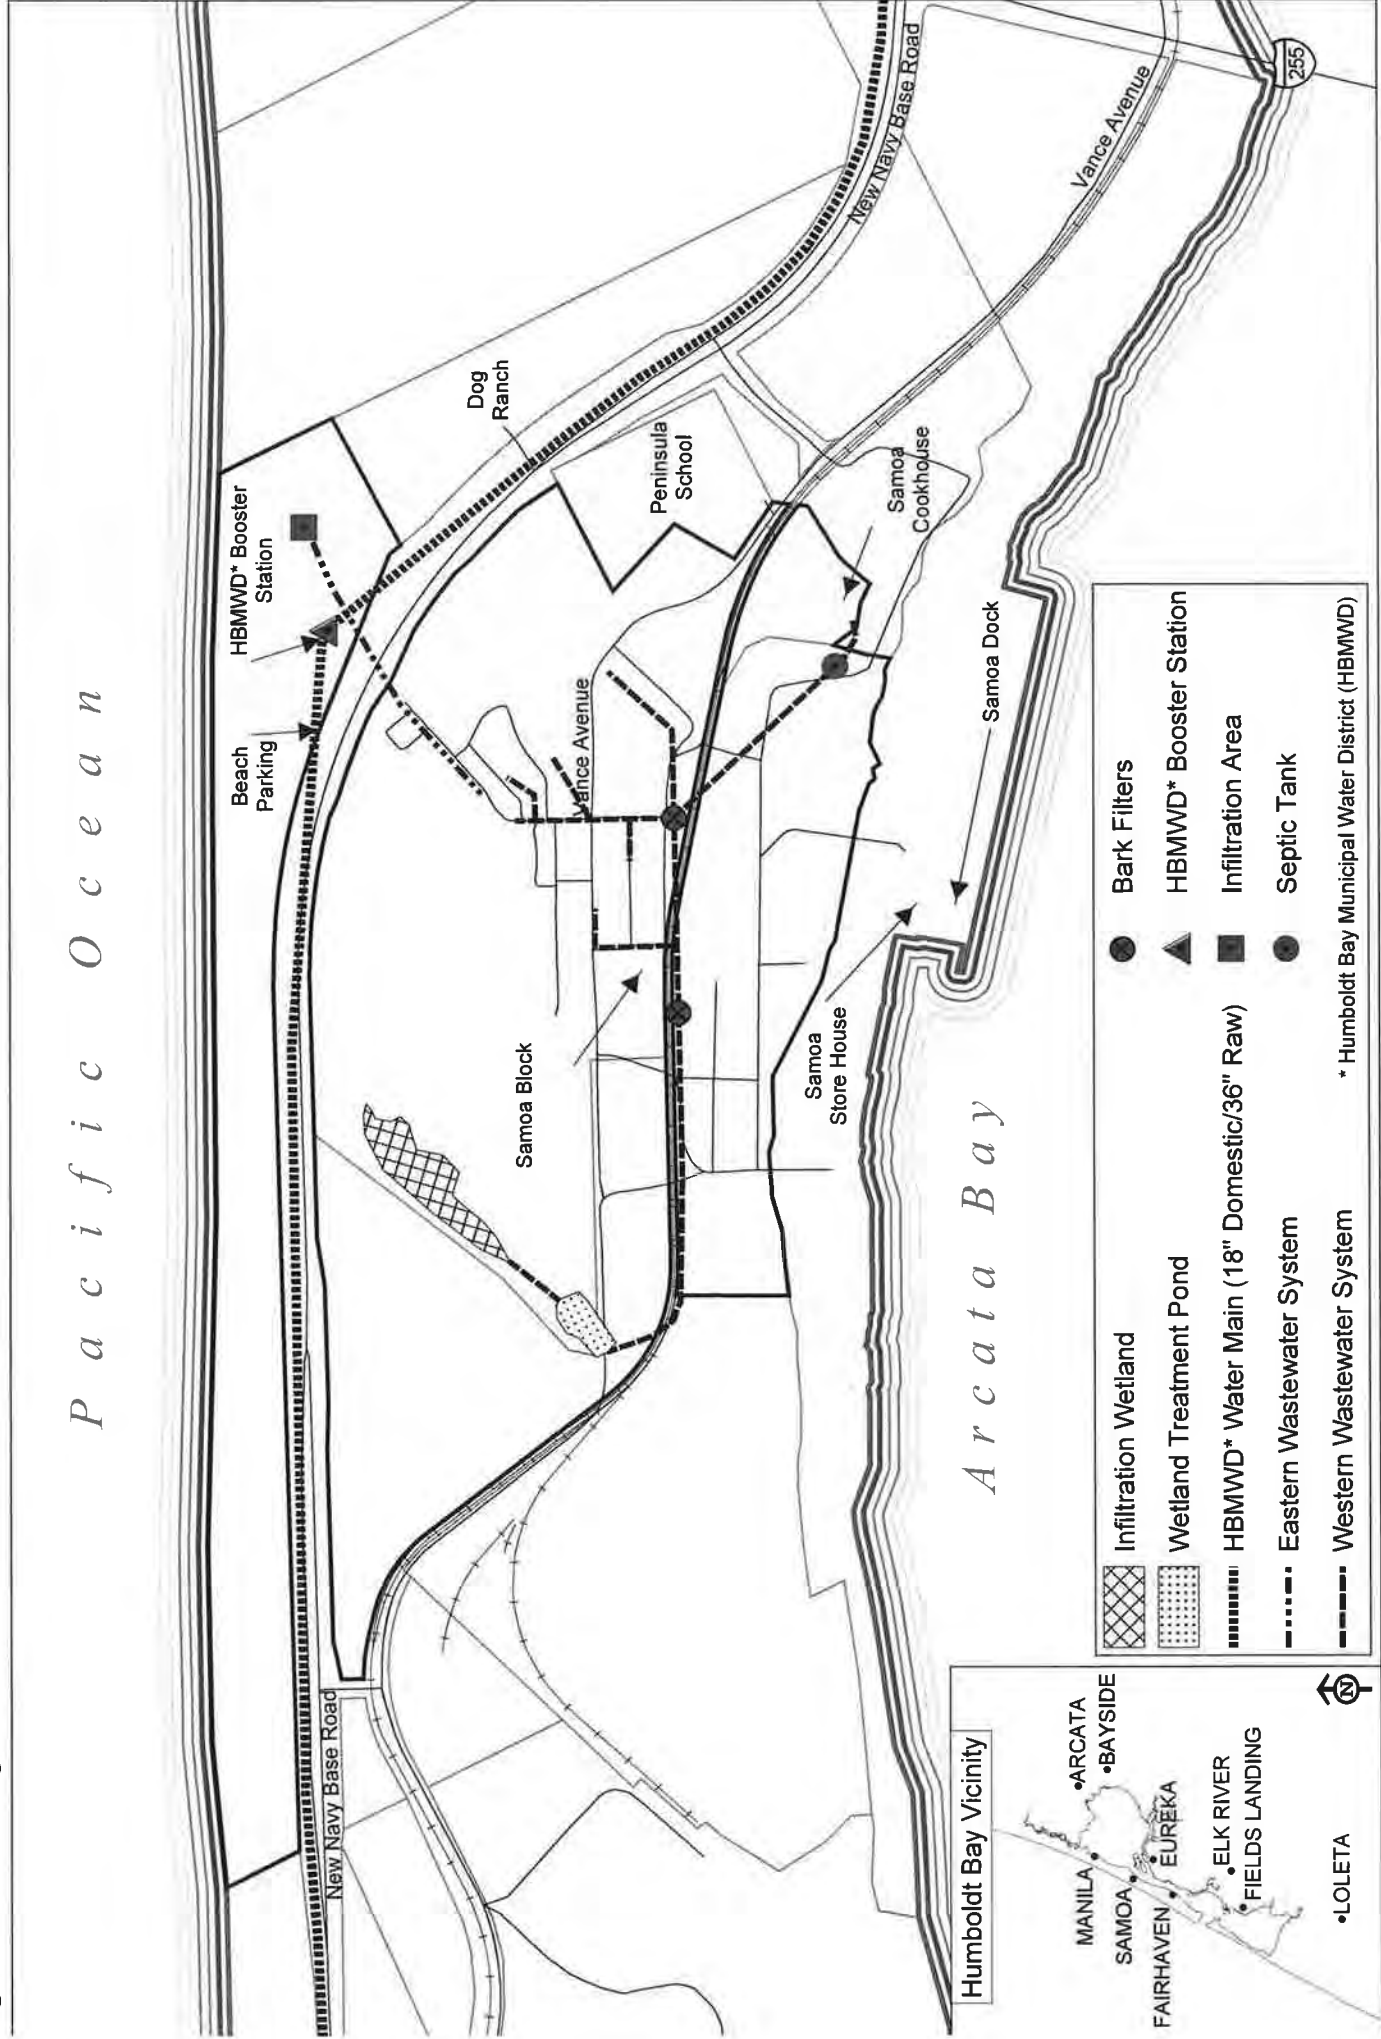 Pacific Ocean
HBMWD* Booster
Station
Beach
Parking
Dog
Ranch
New Navy Base Road
New Navy Base Road
Peninsula
School
Vance Avenue
Vance Avenue
255
Samoa
Cookhouse
Samoa Block
Samoa
Store House
Samoa Dock
Arcata Bay
Infiltration Wetland
Wetland Treatment Pond
HBMWD* Water Main (18" Domestic/36" Raw)
Eastern Wastewater System
Western Wastewater System
Bark Filters
HBMWD* Booster Station
Infiltration Area
Septic Tank
* Humboldt Bay Municipal Water District (HBMWD)
Humboldt Bay Vicinity
ARCATA
BAYSIDE
MANILA
SAMOA
EUREKA
FAIRHAVEN
ELK RIVER
FIELDS LANDING
LOLETA
N